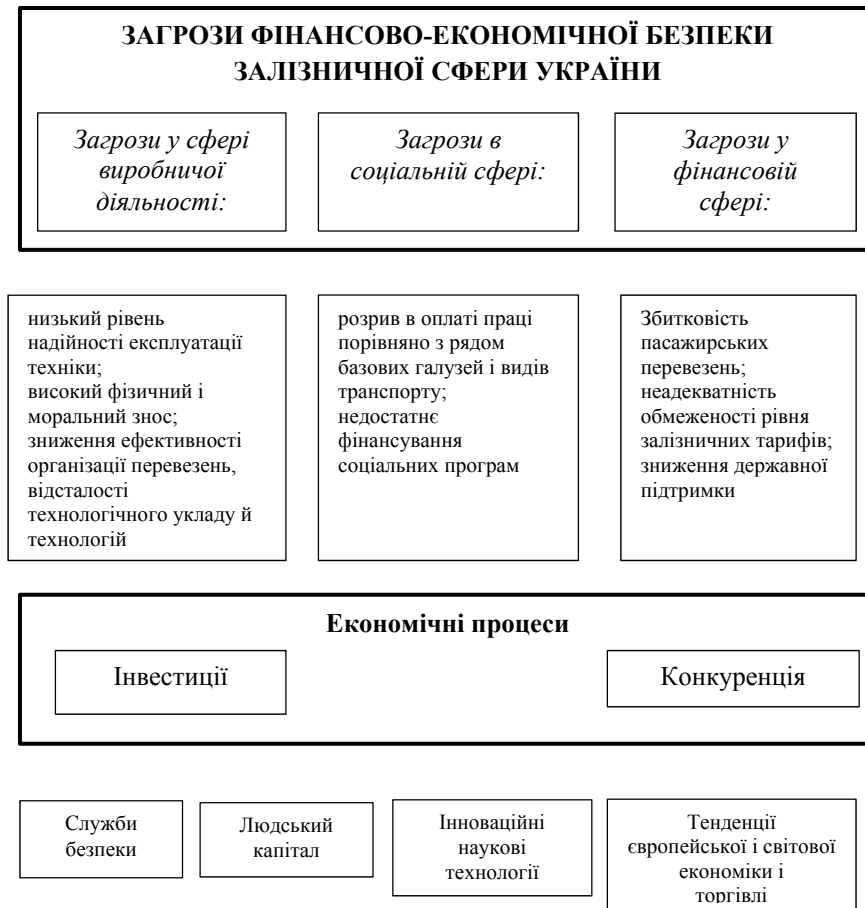 ЗАГРОЗИ ФІНАНСОВО-ЕКОНОМІЧНОЇ БЕЗПЕКИ
ЗАЛІЗНИЧНОЇ СФЕРИ УКРАЇНИ
Загрози у сфері
виробничої
діяльності:
Загрози в
соціальній сфері:
Загрози у
фінансовій
сфері:
низький рівень
надійності експлуатації
техніки;
високий фізичний і
моральний знос;
зниження ефективності
організації перевезень,
відсталості
технологічного укладу й
технологій
розрив в оплаті праці
порівняно з рядом
базових галузей і видів
транспорту;
недостатнє
фінансування
соціальних програм
Збитковість
пасажирських
перевезень;
неадекватність
обмеженості рівня
залізничних тарифів;
зниження державної
підтримки
Економічні процеси
Інвестиції
Конкуренція
Служби
безпеки
Людський
капітал
Інноваційні
наукові
технології
Тенденції
європейської і світової
економіки і
торгівлі